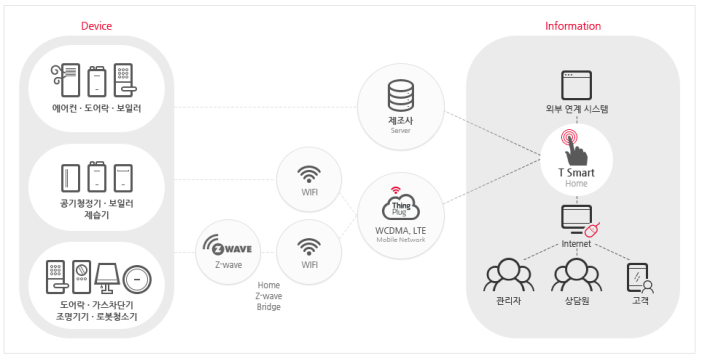 Device
Information
에어컨 · 도어락 · 보일러
공기청정기 · 보일러
제습기
도어락 · 가스차단기
조명기기 · 로봇청소기
Z WAVE
Z-wave
WIFI
WIFI
Home
Z-wave
Bridge
제조사
Server
Thing
Plug
WCDMA, LTE
Mobile Network
외부 연계 시스템
T Smart
Home
Internet
관리자
상담원
고객